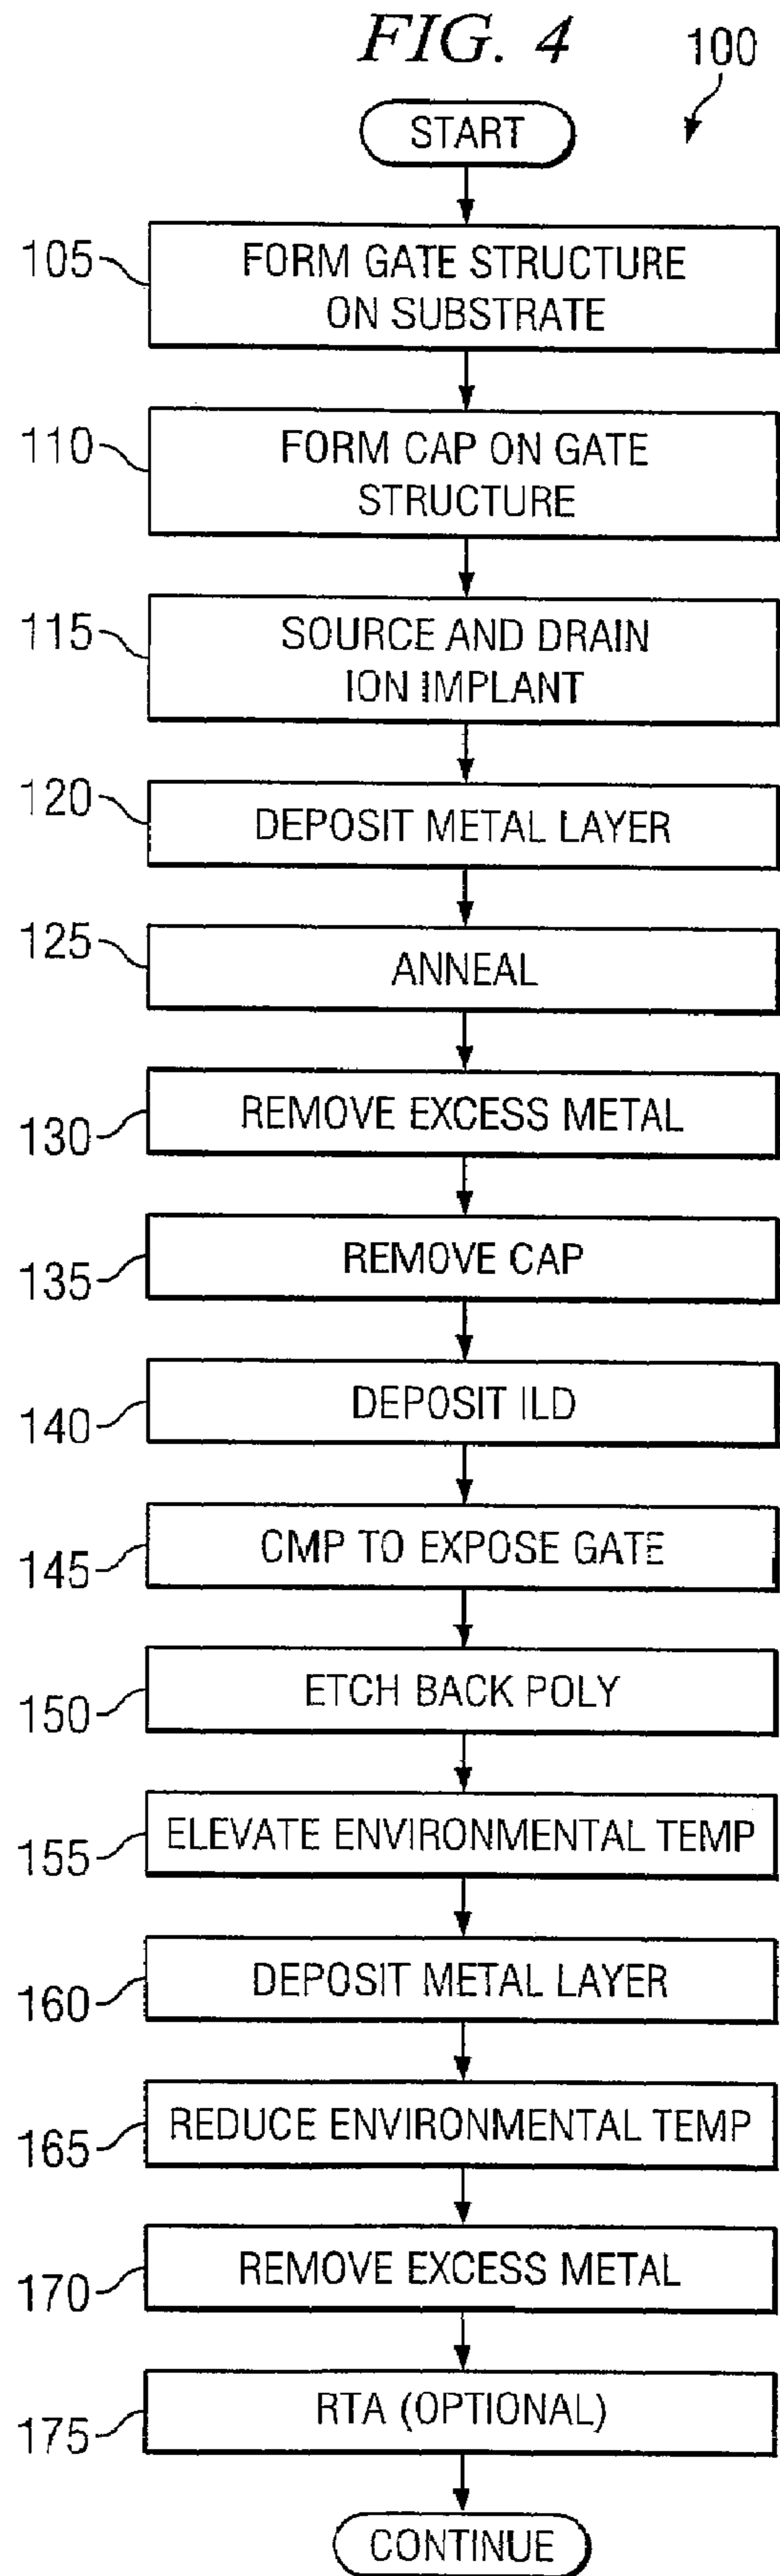 FIG. 4
100
START
105
FORM GATE STRUCTURE
ON SUBSTRATE
110
FORM CAP ON GATE
STRUCTURE
115
SOURCE AND DRAIN
ION IMPLANT
120
DEPOSIT METAL LAYER
125
ANNEAL
130
REMOVE EXCESS METAL
135
REMOVE CAP
140
DEPOSIT ILD
145
CMP TO EXPOSE GATE
150
ETCH BACK POLY
155
ELEVATE ENVIRONMENTAL TEMP
160
DEPOSIT METAL LAYER
165
REDUCE ENVIRONMENTAL TEMP
170
REMOVE EXCESS METAL
175
RTA (OPTIONAL)
CONTINUE